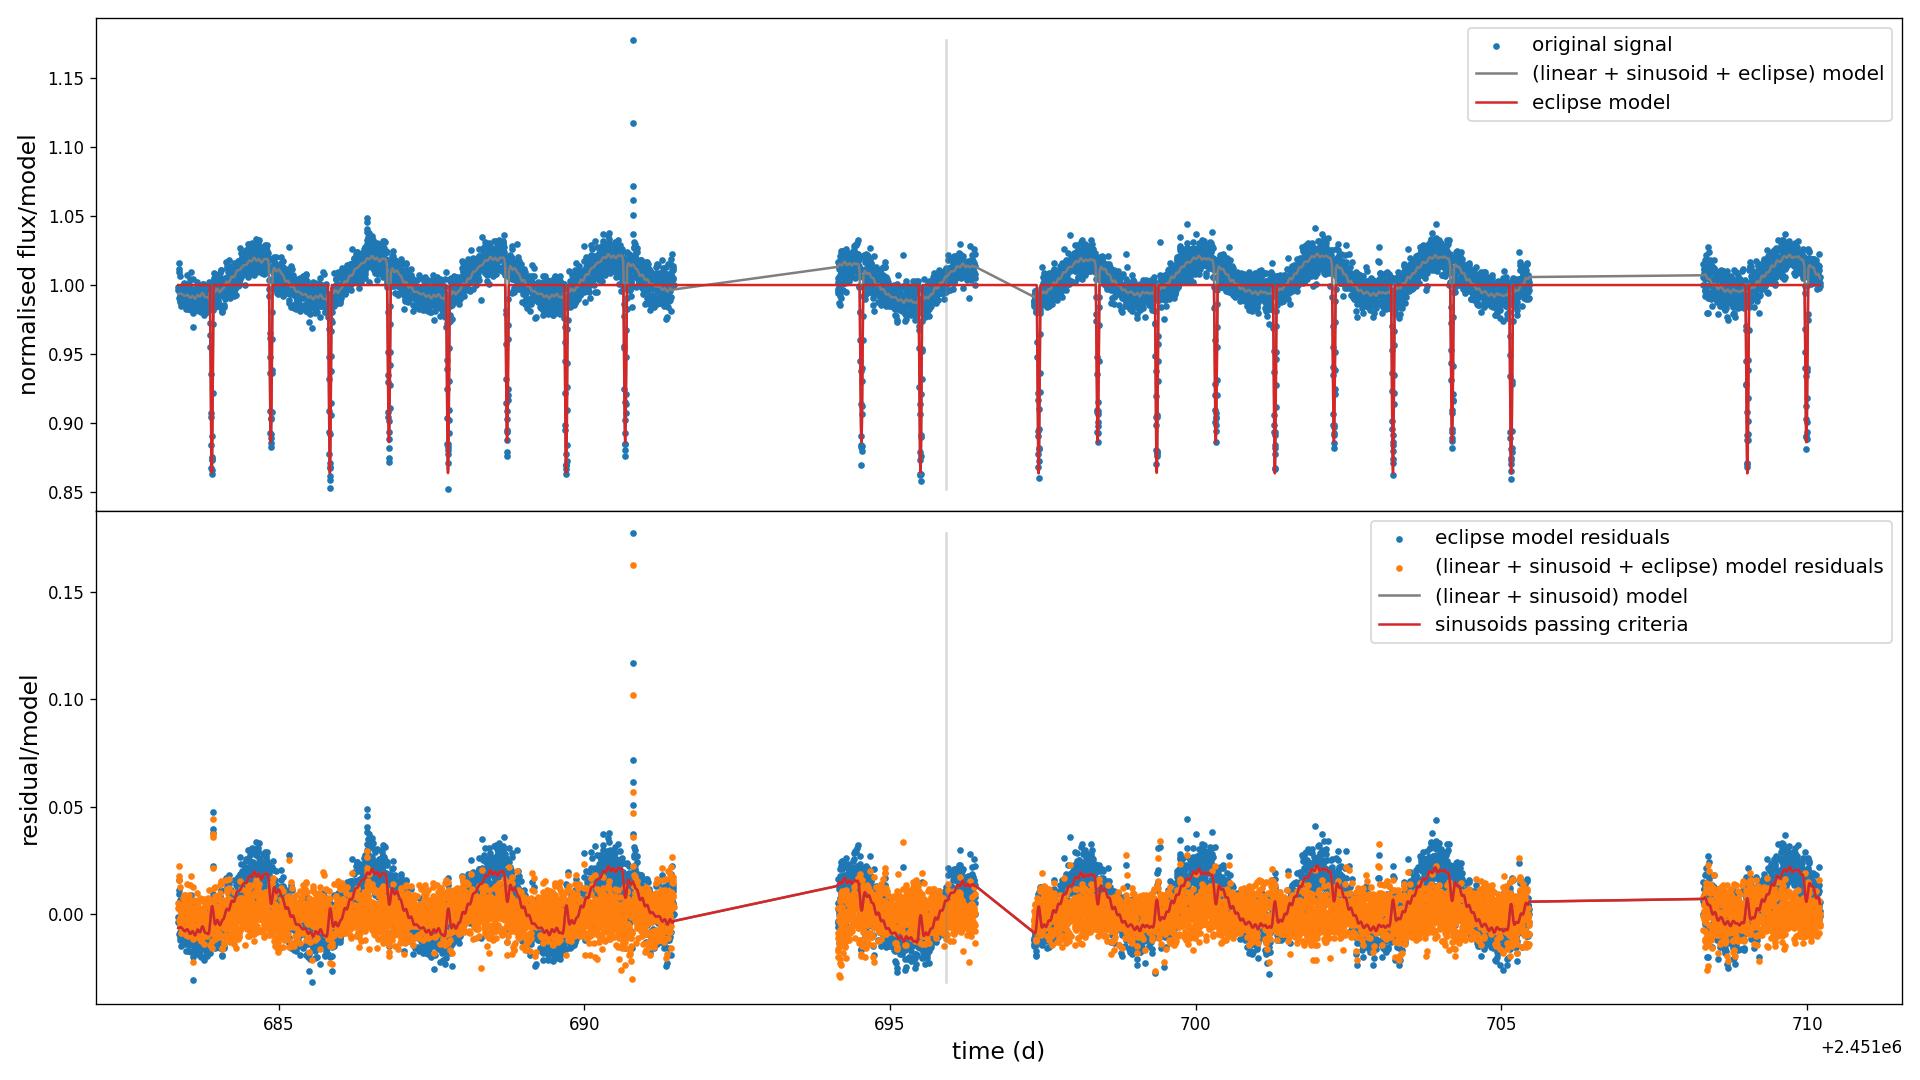 original signal
(linear + sinusoid + eclipse) model
eclipse model
normalised flux/model
1.15
1.10
1.05
1.00
0.95
0.90
0.85
eclipse model residuals
(linear + sinusoid + eclipse) model residuals
(linear + sinusoid) model
sinusoids passing criteria
residual/model
0.15
0.10
0.05
0.00
685
690
695
700
705
710
time (d)
+2.451e6